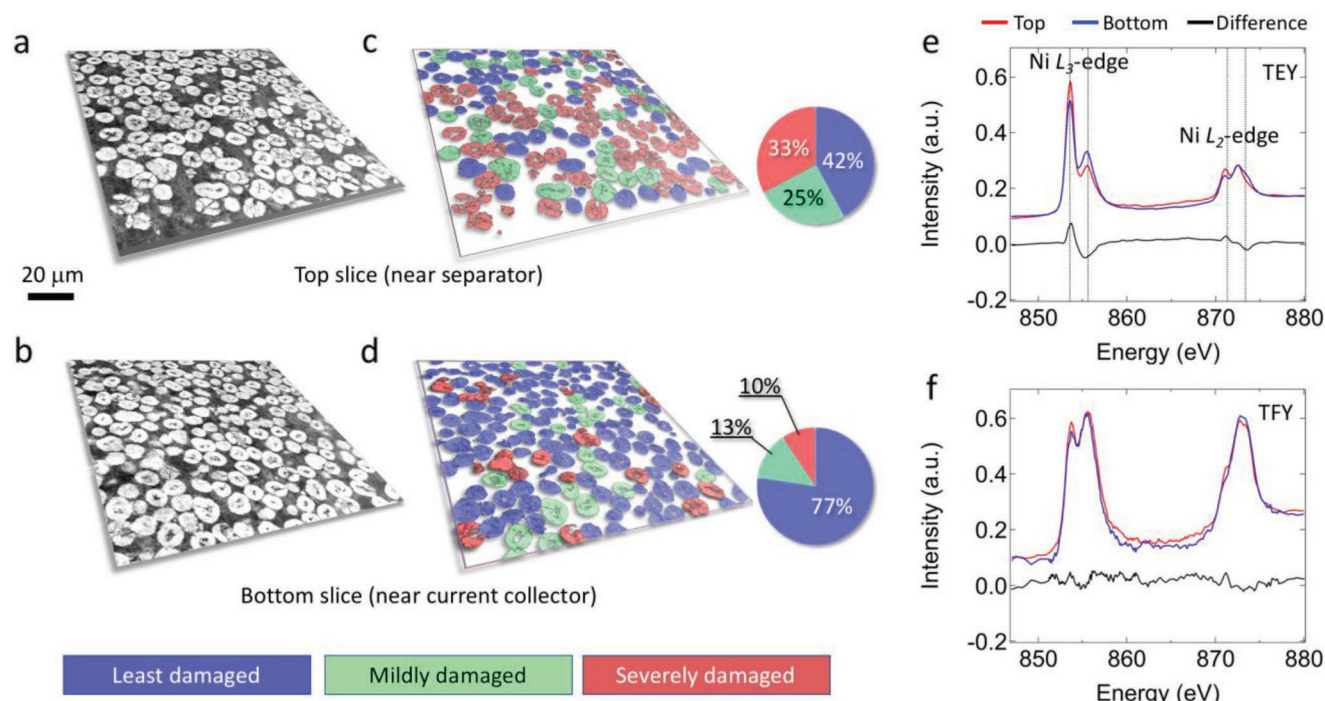 a
c
33%
42%
25%
Top slice (near separator)
20 μm
b
d
10%
13%
77%
Bottom slice (near current collector)
Least damaged
Mildly damaged
Severely damaged
Top Bottom Difference
e
Ni L3-edge
TEY
Ni L2-edge
0.6
0.4
0.2
0.0
-0.2
Intensity (a.u.)
850 860 870 880
Energy (eV)
f
TFY
0.6
0.4
0.2
0.0
-0.2
Intensity (a.u.)
850 860 870 880
Energy (eV)